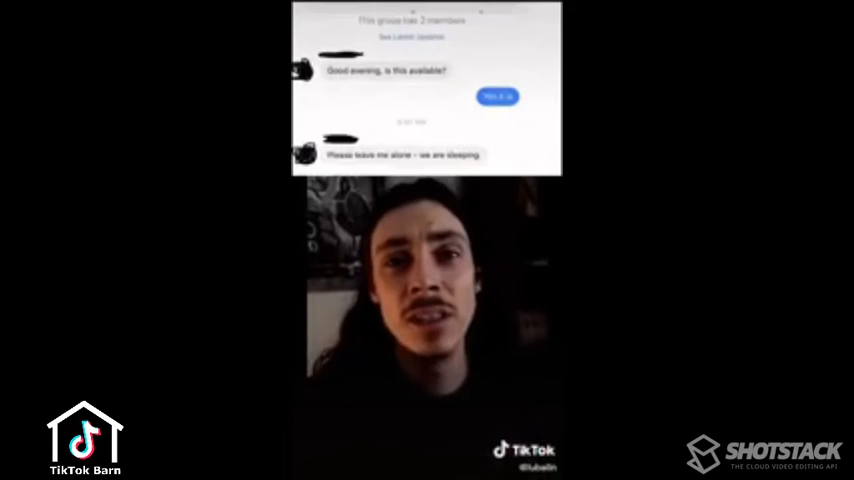 This group has 2 members
Good evening, is this available?
Yes it is
Please leave me alone - we are sleeping
TikTok
TikTok Barn
SHOTSTACK
THE CLOUD VIDEO EDITING API